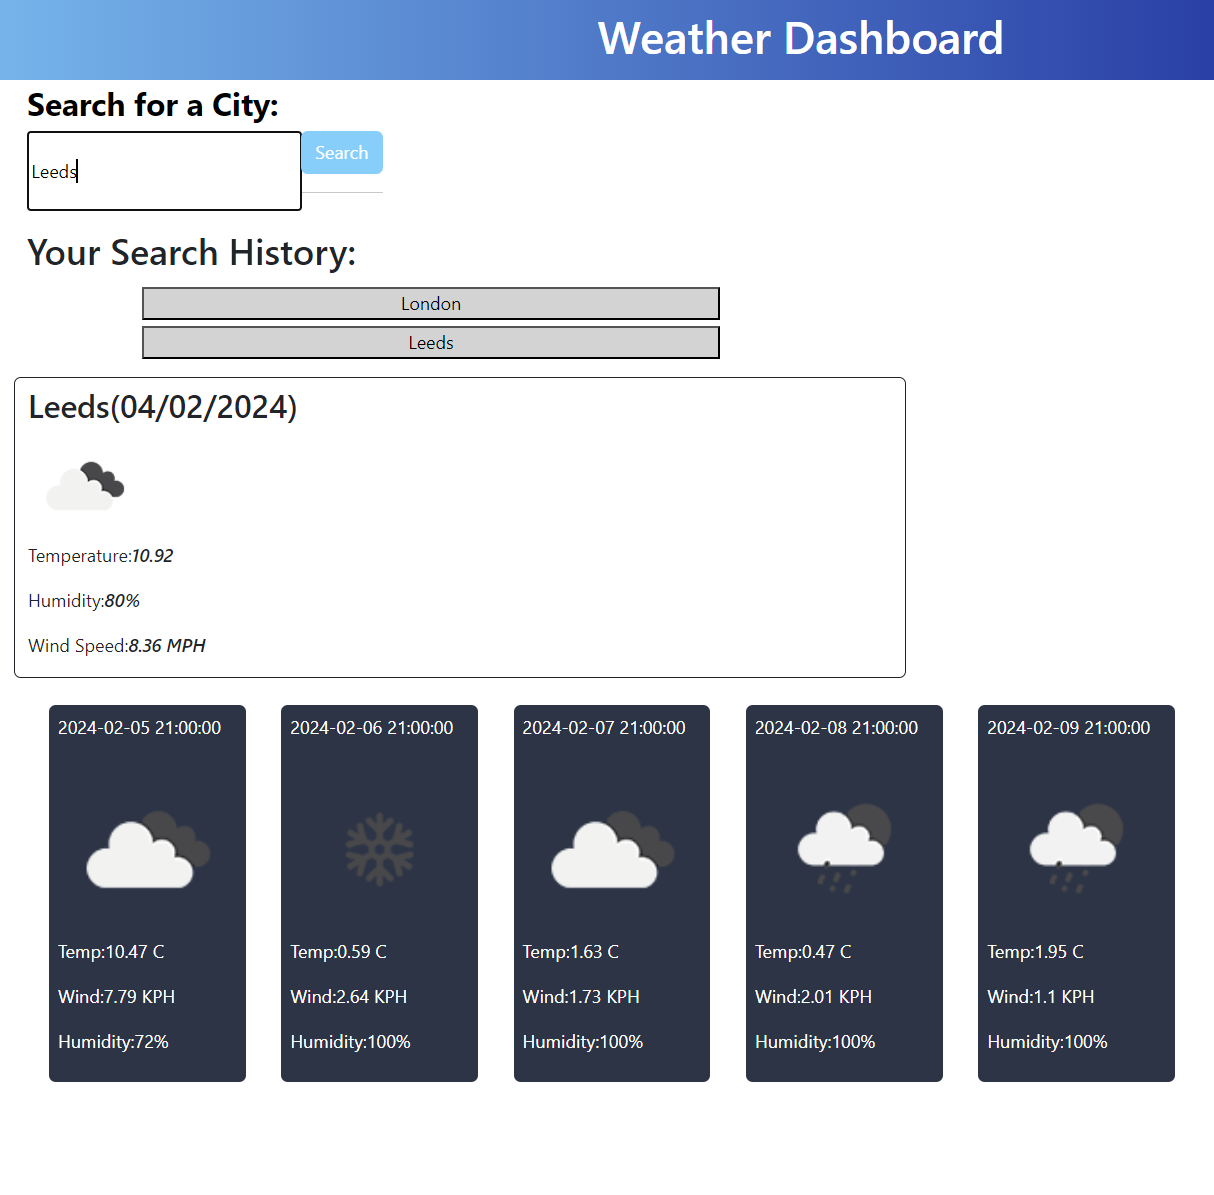 Weather Dashboard
Search for a City:
Leeds
Search
Your Search History:
London
Leeds
Leeds(04/02/2024)
Temperature:10.92
Humidity:80%
Wind Speed:8.36 MPH
2024-02-05 21:00:00
Temp:10.47 C
Wind:7.79 KPH
Humidity:72%
2024-02-06 21:00:00
Temp:0.59 C
Wind:2.64 KPH
Humidity:100%
2024-02-07 21:00:00
Temp:1.63 C
Wind:1.73 KPH
Humidity:100%
2024-02-08 21:00:00
Temp:0.47 C
Wind:2.01 KPH
Humidity:100%
2024-02-09 21:00:00
Temp:1.95 C
Wind:1.1 KPH
Humidity:100%